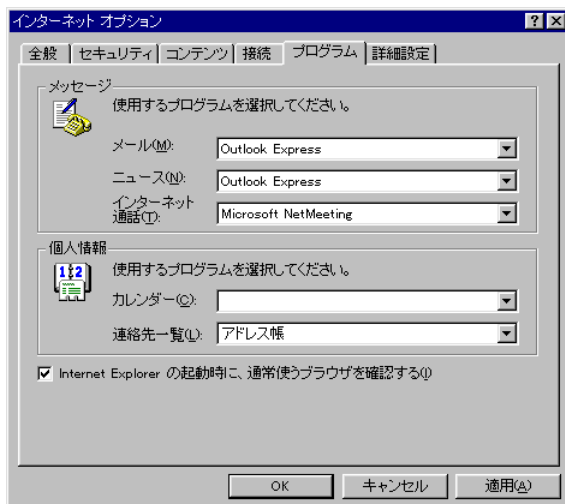 インターネット オプション
全般 セキュリティ コンテンツ 接続 プログラム 詳細設定
メッセージ
使用するプログラムを選択してください。
メール(M): Outlook Express
ニュース(N): Outlook Express
インターネット
通話(T): Microsoft NetMeeting
個人情報
使用するプログラムを選択してください。
カレンダー(C):
連絡先一覧(L): アドレス帳
Internet Explorer の起動時に、通常使うブラウザを確認する(I)
OK キャンセル 適用(A)